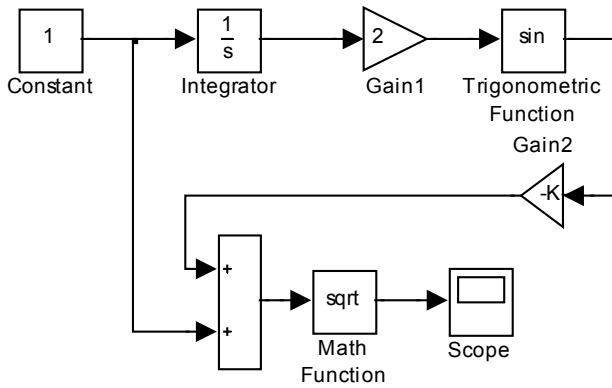 1
Constant
1
s
Integrator
2
Gain1
sin
Trigonometric
Function
Gain2
-K
+
+
sqrt
Math
Function
Scope